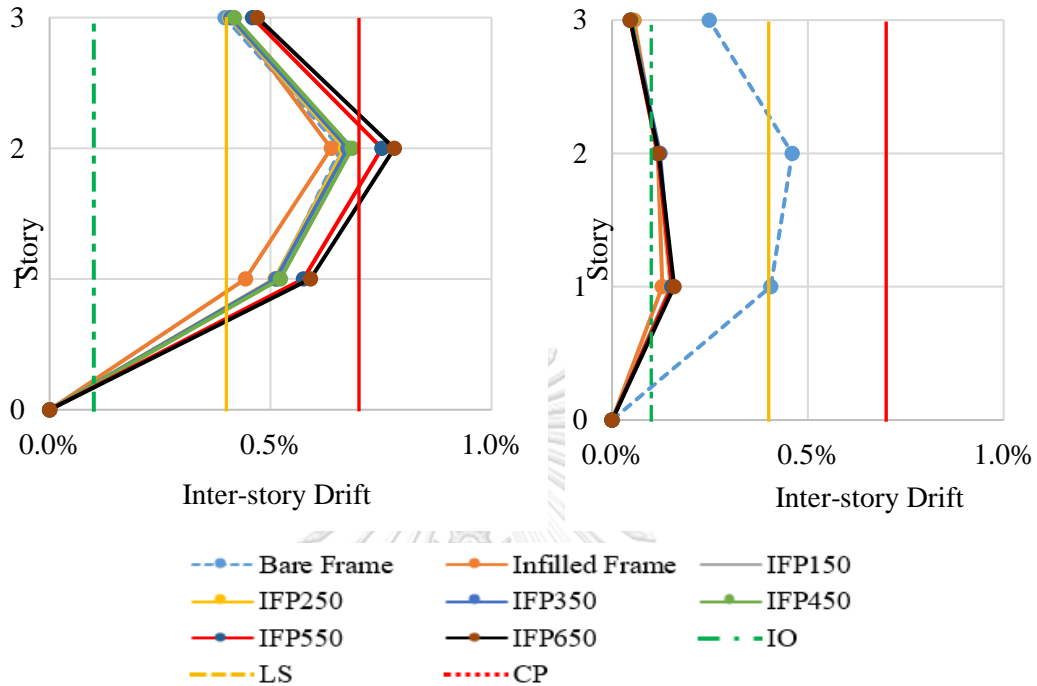 3
2
1
0
Story
0.0%
0.5%
1.0%
Inter-story Drift
3
2
1
0
Story
0.0%
0.5%
1.0%
Inter-story Drift
Bare Frame Infilled Frame IFP150
IFP250 IFP350 IFP450
IFP550 IFP650 IO
LS CP